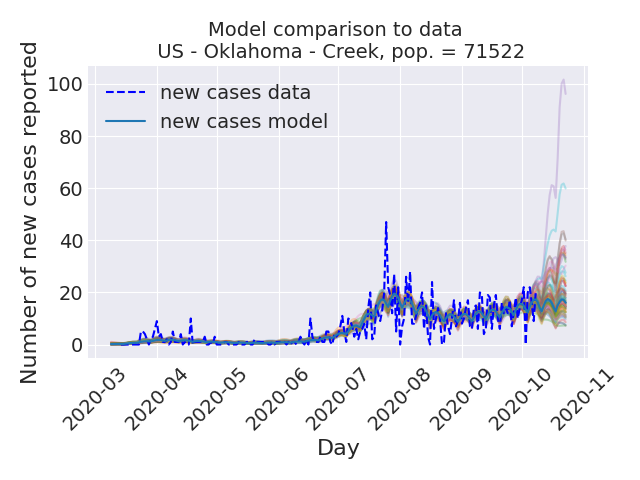 Model comparison to data
US - Oklahoma - Creek, pop. = 71522
Number of new cases reported
100
80
60
40
20
0
new cases data
new cases model
2020-03
2020-04
2020-05
2020-06
2020-07
2020-08
2020-09
2020-10
2020-11
Day